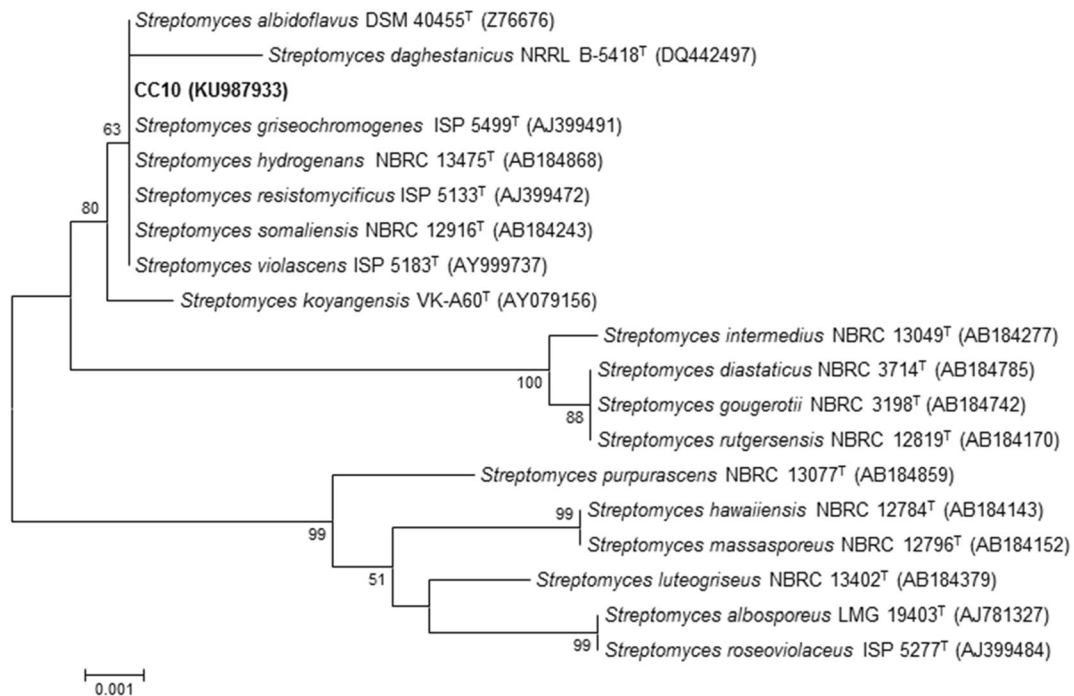 Streptomyces albidoflavus DSM 40455T (Z76676)
Streptomyces daghestanicus NRRL B-5418T (DQ442497)
CC10 (KU987933)
63
Streptomyces griseochromogenes ISP 5499T (AJ399491)
Streptomyces hydrogenans NBRC 13475T (AB184868)
Streptomyces resistomycificus ISP 5133T (AJ399472)
80
Streptomyces somaliensis NBRC 12916T (AB184243)
Streptomyces violascens ISP 5183T (AY999737)
Streptomyces koyangensis VK-A60T (AY079156)
Streptomyces intermedius NBRC 13049T (AB184277)
Streptomyces diastaticus NBRC 3714T (AB184785)
100
Streptomyces gougerotii NBRC 3198T (AB184742)
88
Streptomyces rutgersensis NBRC 12819T (AB184170)
Streptomyces purpurascens NBRC 13077T (AB184859)
Streptomyces hawaiiensis NBRC 12784T (AB184143)
99
99
Streptomyces massasporeus NBRC 12796T (AB184152)
51
Streptomyces luteogriseus NBRC 13402T (AB184379)
Streptomyces albosporeus LMG 19403T (AJ781327)
99
Streptomyces roseoviolaceus ISP 5277T (AJ399484)
0.001